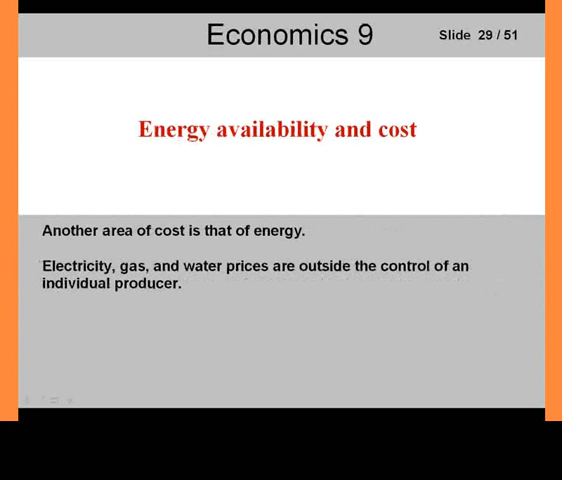 Economics 9
Slide 29 / 51
Energy availability and cost
Another area of cost is that of energy.
Electricity, gas, and water prices are outside the control of an
individual producer.